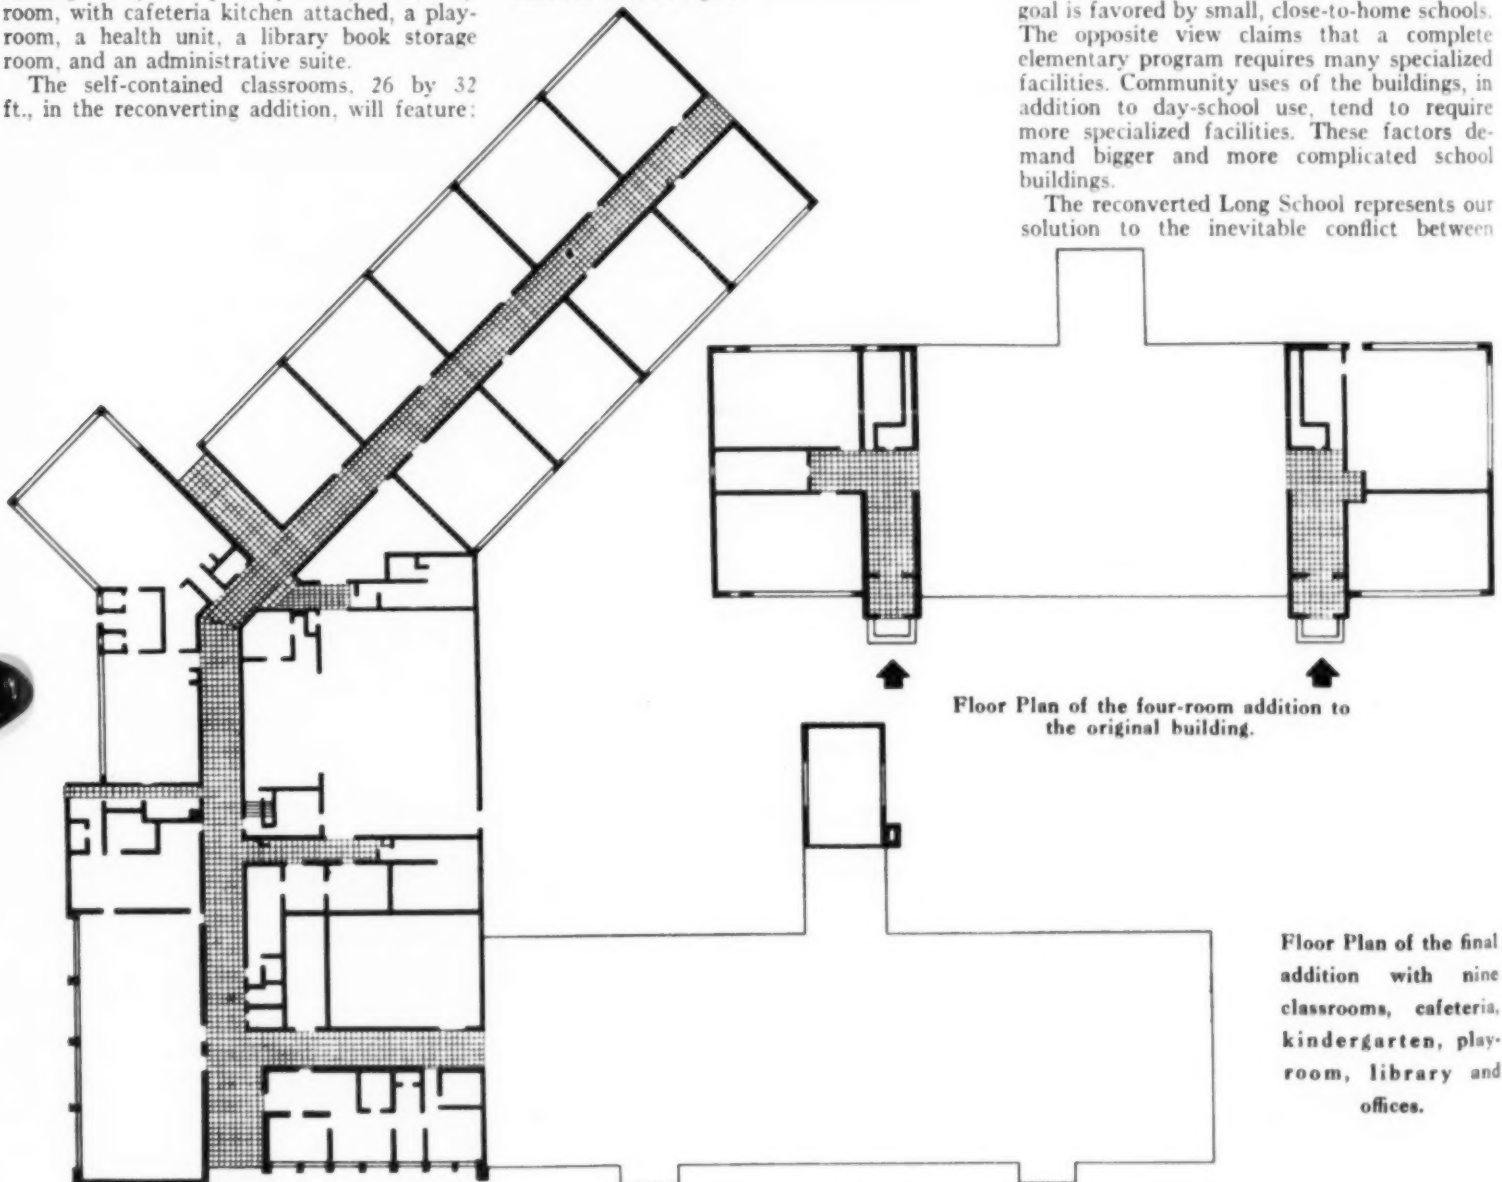 room, with cafeteria kitchen attached, a play-
room, a health unit, a library book storage
room, and an administrative suite.
The self-contained classrooms, 26 by 32
ft., in the reconverting addition, will feature:
goal is favored by small, close-to-home schools.
The opposite view claims that a complete
elementary program requires many specialized
facilities. Community uses of the buildings, in
addition to day-school use, tend to require
more specialized facilities. These factors de-
mand bigger and more complicated school
buildings.
The reconverted Long School represents our
solution to the inevitable conflict between
Floor Plan of the four-room addition to
the original building.
Floor Plan of the final
addition with nine
classrooms, cafeteria,
kindergarten, play-
room, library and
offices.